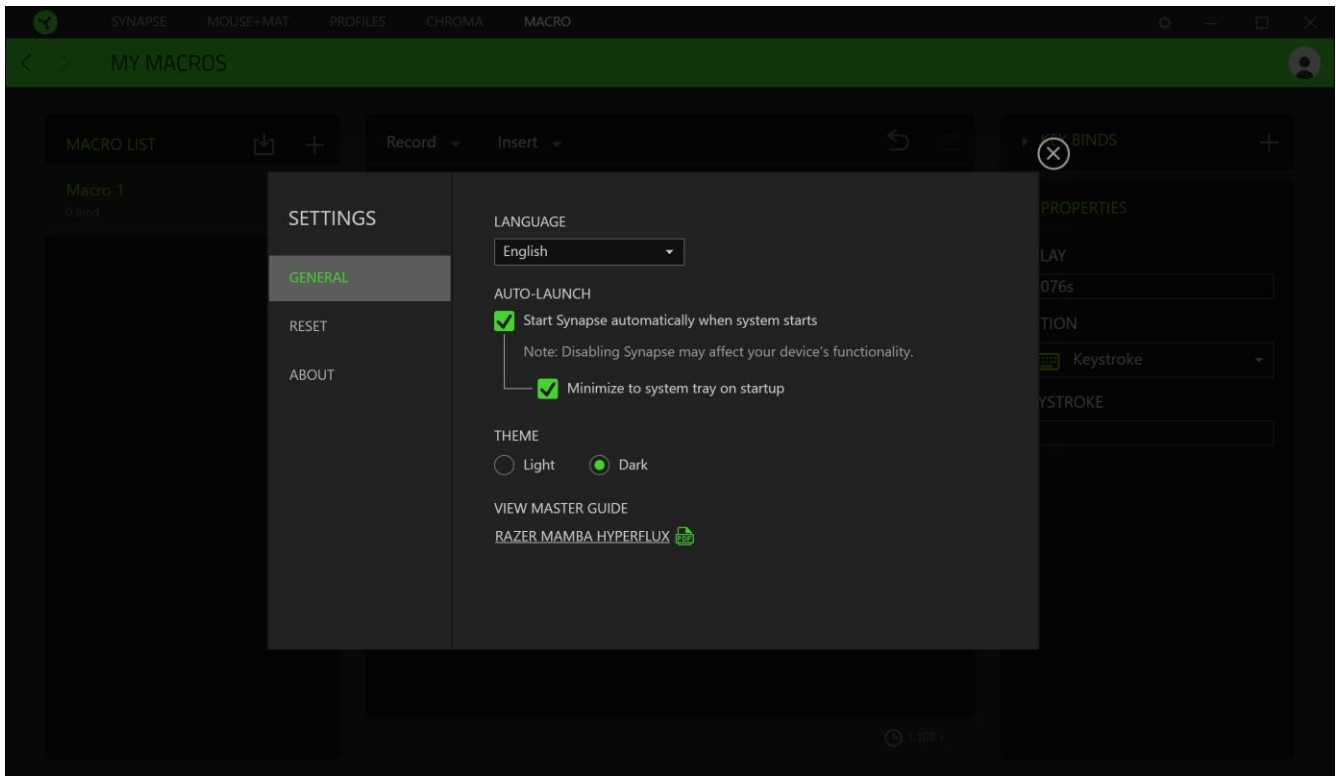 SYNAPSE MOUSE+MAT PROFILES CHROMA MACRO
MY MACROS
MACRO LIST
Record Insert
KEY BINDS
Macro 1
0 Bind
PROPERTIES
LAY
076s
TION
Keystroke
YSTROKE
1.108 s
SETTINGS
GENERAL
RESET
ABOUT
LANGUAGE
English
AUTO-LAUNCH
Start Synapse automatically when system starts
Note: Disabling Synapse may affect your device's functionality.
Minimize to system tray on startup
THEME
Light Dark
VIEW MASTER GUIDE
RAZER MAMBA HYPERFLUX PDF